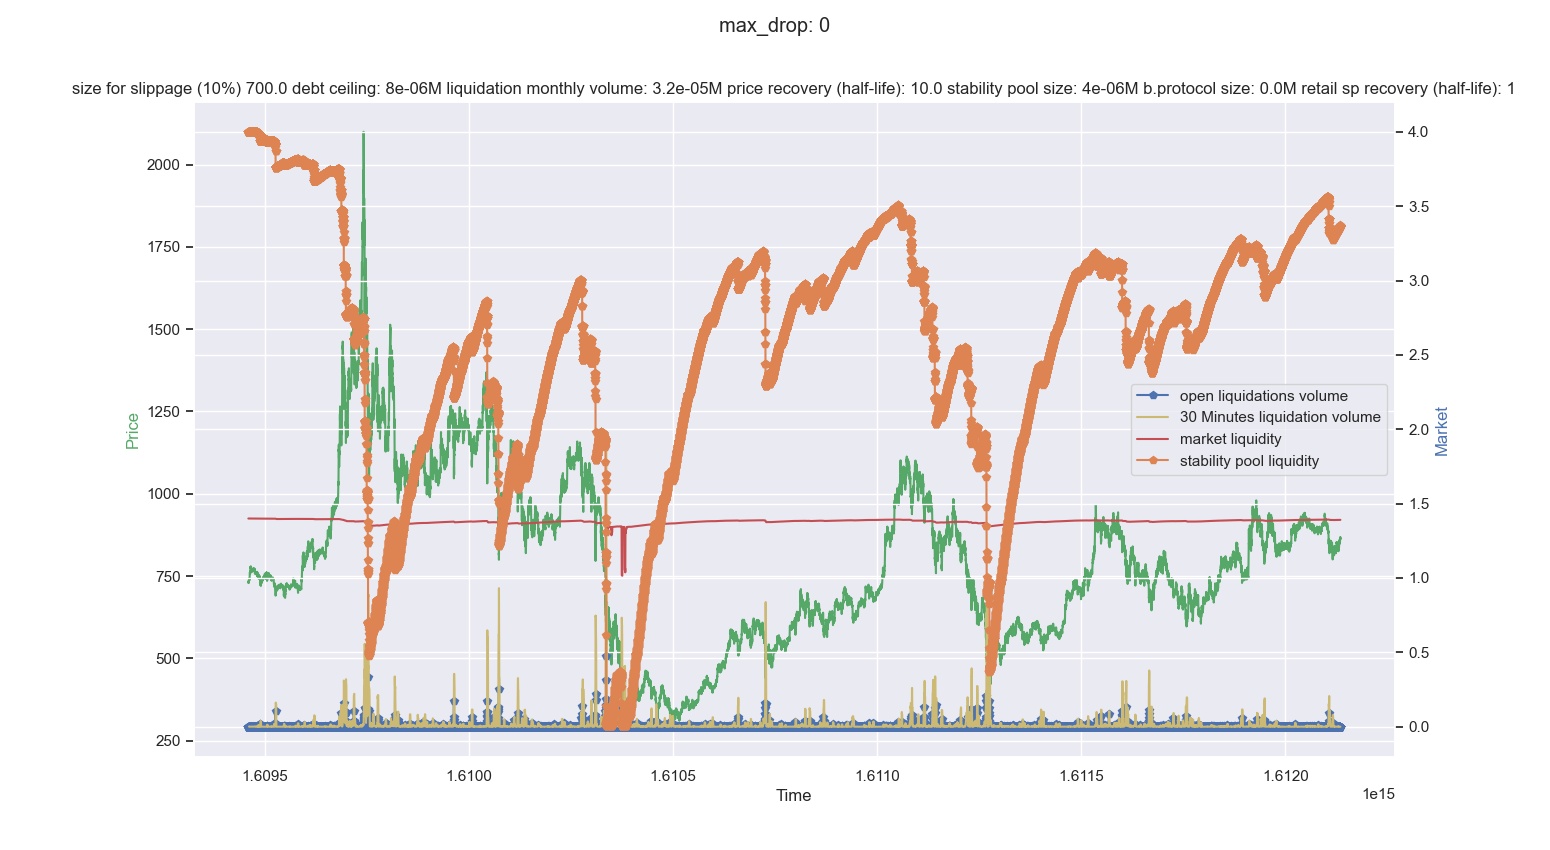 max_drop: 0
size for slippage (10%) 700.0 debt ceiling: 8e-06M liquidation monthly volume: 3.2e-05M price recovery (half-life): 10.0 stability pool size: 4e-06M b.protocol size: 0.0M retail sp recovery (half-life): 1
2000
1750
1500
1250
1000
750
500
250
Price
4.0
3.5
3.0
2.5
2.0
1.5
1.0
0.5
0.0
Market
open liquidations volume
30 Minutes liquidation volume
market liquidity
stability pool liquidity
1.6095
1.6100
1.6105
1.6110
1.6115
1.6120
Time
1e15